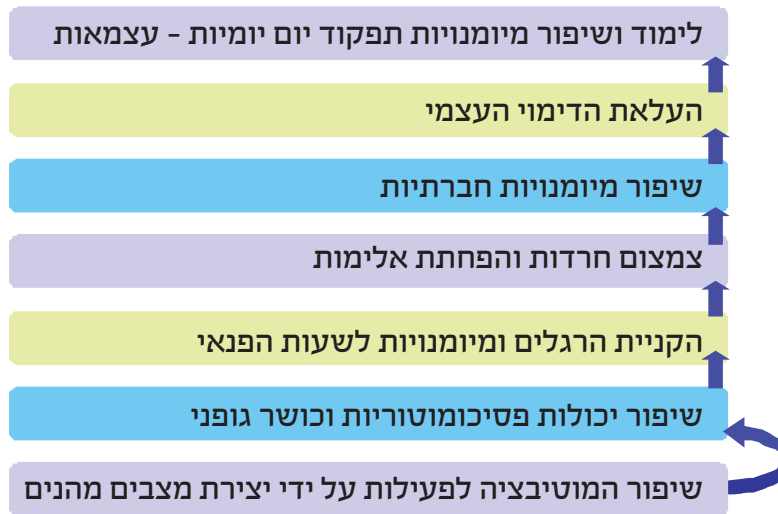 לימוד ושיפור מיומנויות תפקוד יום יומיות - עצמאות
העלאת הדימוי העצמי
שיפור מיומנויות חברתיות
צמצום חרדות והפחתת אלימות
הקניית הרגלים ומיומנויות לשעות הפנאי
שיפור יכולות פסיכומוטוריות וכושר גופני
שיפור המוטיבציה לפעילות על ידי יצירת מצבים מהנים